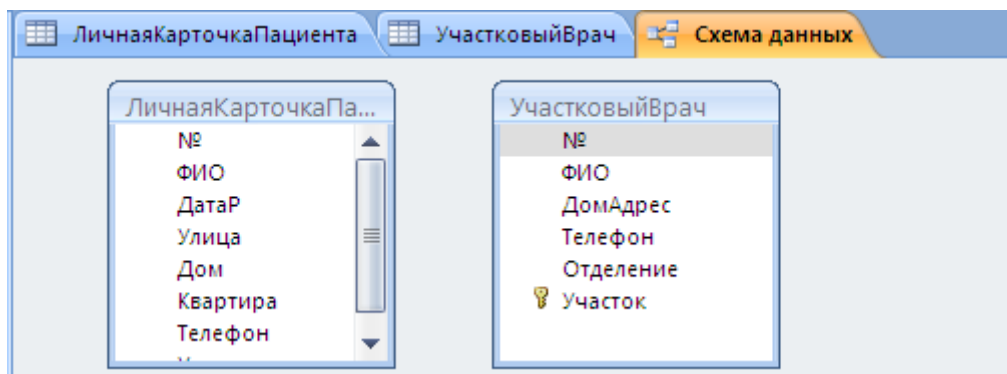 ЛичнаяКарточкаПациента УчастковыйВрач Схема данных
ЛичнаяКарточкаПа...
№
ФИО
ДатаР
Улица
Дом
Квартира
Телефон
УчастковыйВрач
№
ФИО
ДомАдрес
Телефон
Отделение
Участок